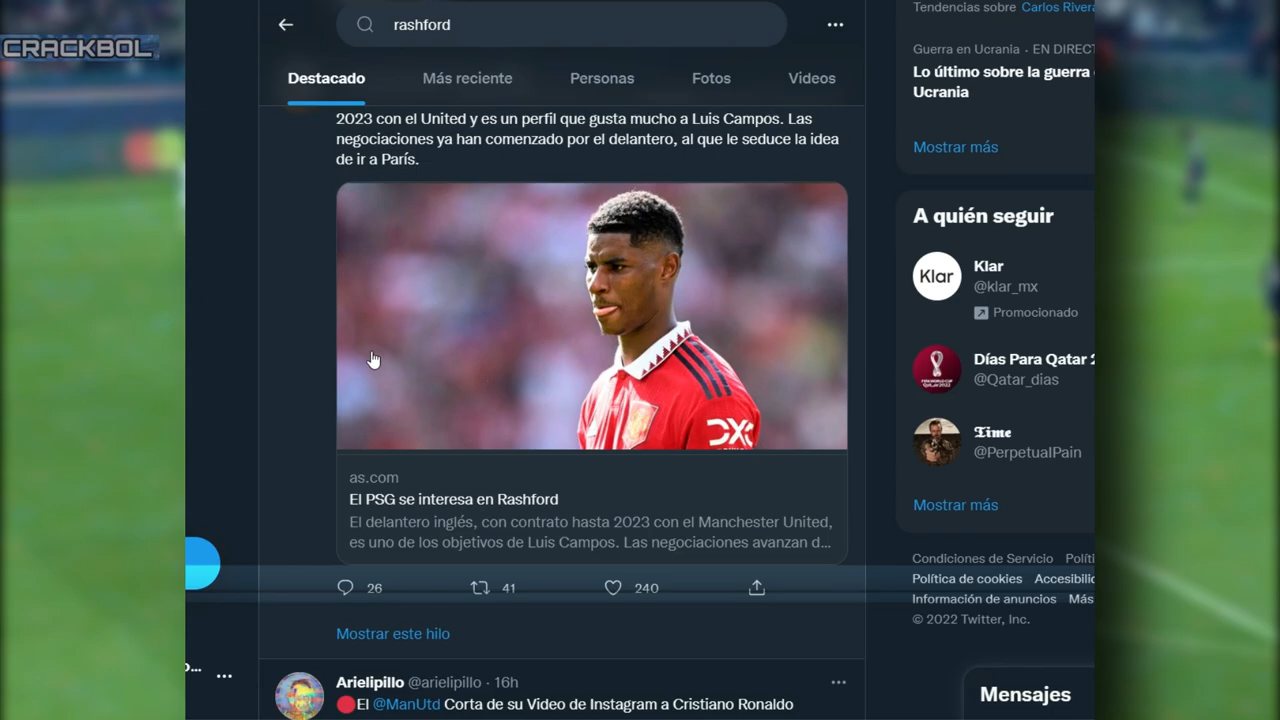 CRACKBOL
rashford
Destacado
Más reciente
Personas
Fotos
Videos
2023 con el United y es un perfil que gusta mucho a Luis Campos. Las
negociaciones ya han comenzado por el delantero, al que le seduce la idea
de ir a París.
DXC
as.com
El PSG se interesa en Rashford
El delantero inglés, con contrato hasta 2023 con el Manchester United,
es uno de los objetivos de Luis Campos. Las negociaciones avanzan d...
26
41
240
Mostrar este hilo
Arielipillo @arielipillo · 16h
El @ManUtd Corta de su Video de Instagram a Cristiano Ronaldo
Tendencias sobre Carlos Rivera
Guerra en Ucrania · EN DIRECT
Lo último sobre la guerra
Ucrania
Mostrar más
A quién seguir
Klar
Klar
@klar_mx
Promocionado
Días Para Qatar 2
@Qatar_dias
𝕿𝖎𝖒𝖊
@PerpetualPain
Mostrar más
Condiciones de Servicio Políti
Política de cookies Accesibilid
Información de anuncios Más
© 2022 Twitter, Inc.
Mensajes